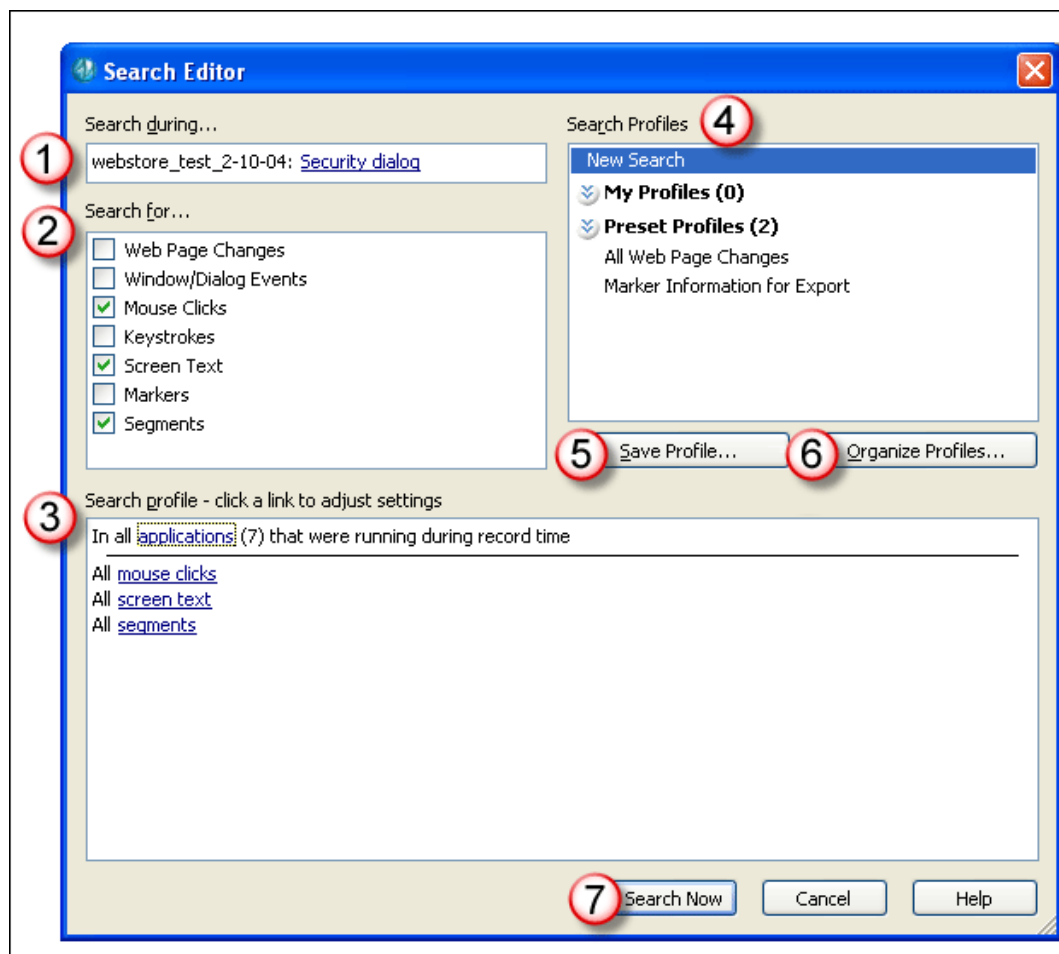 Search Editor
Search during...
1
webstore_test_2-10-04: Security dialog
2
Search for...
Web Page Changes
Window/Dialog Events
Mouse Clicks
Keystrokes
Screen Text
Markers
Segments
Search Profiles
4
New Search
My Profiles (0)
Preset Profiles (2)
All Web Page Changes
Marker Information for Export
5
Save Profile...
6
Organize Profiles...
3
Search profile - click a link to adjust settings
In all applications (7) that were running during record time
All mouse clicks
All screen text
All segments
7
Search Now
Cancel
Help